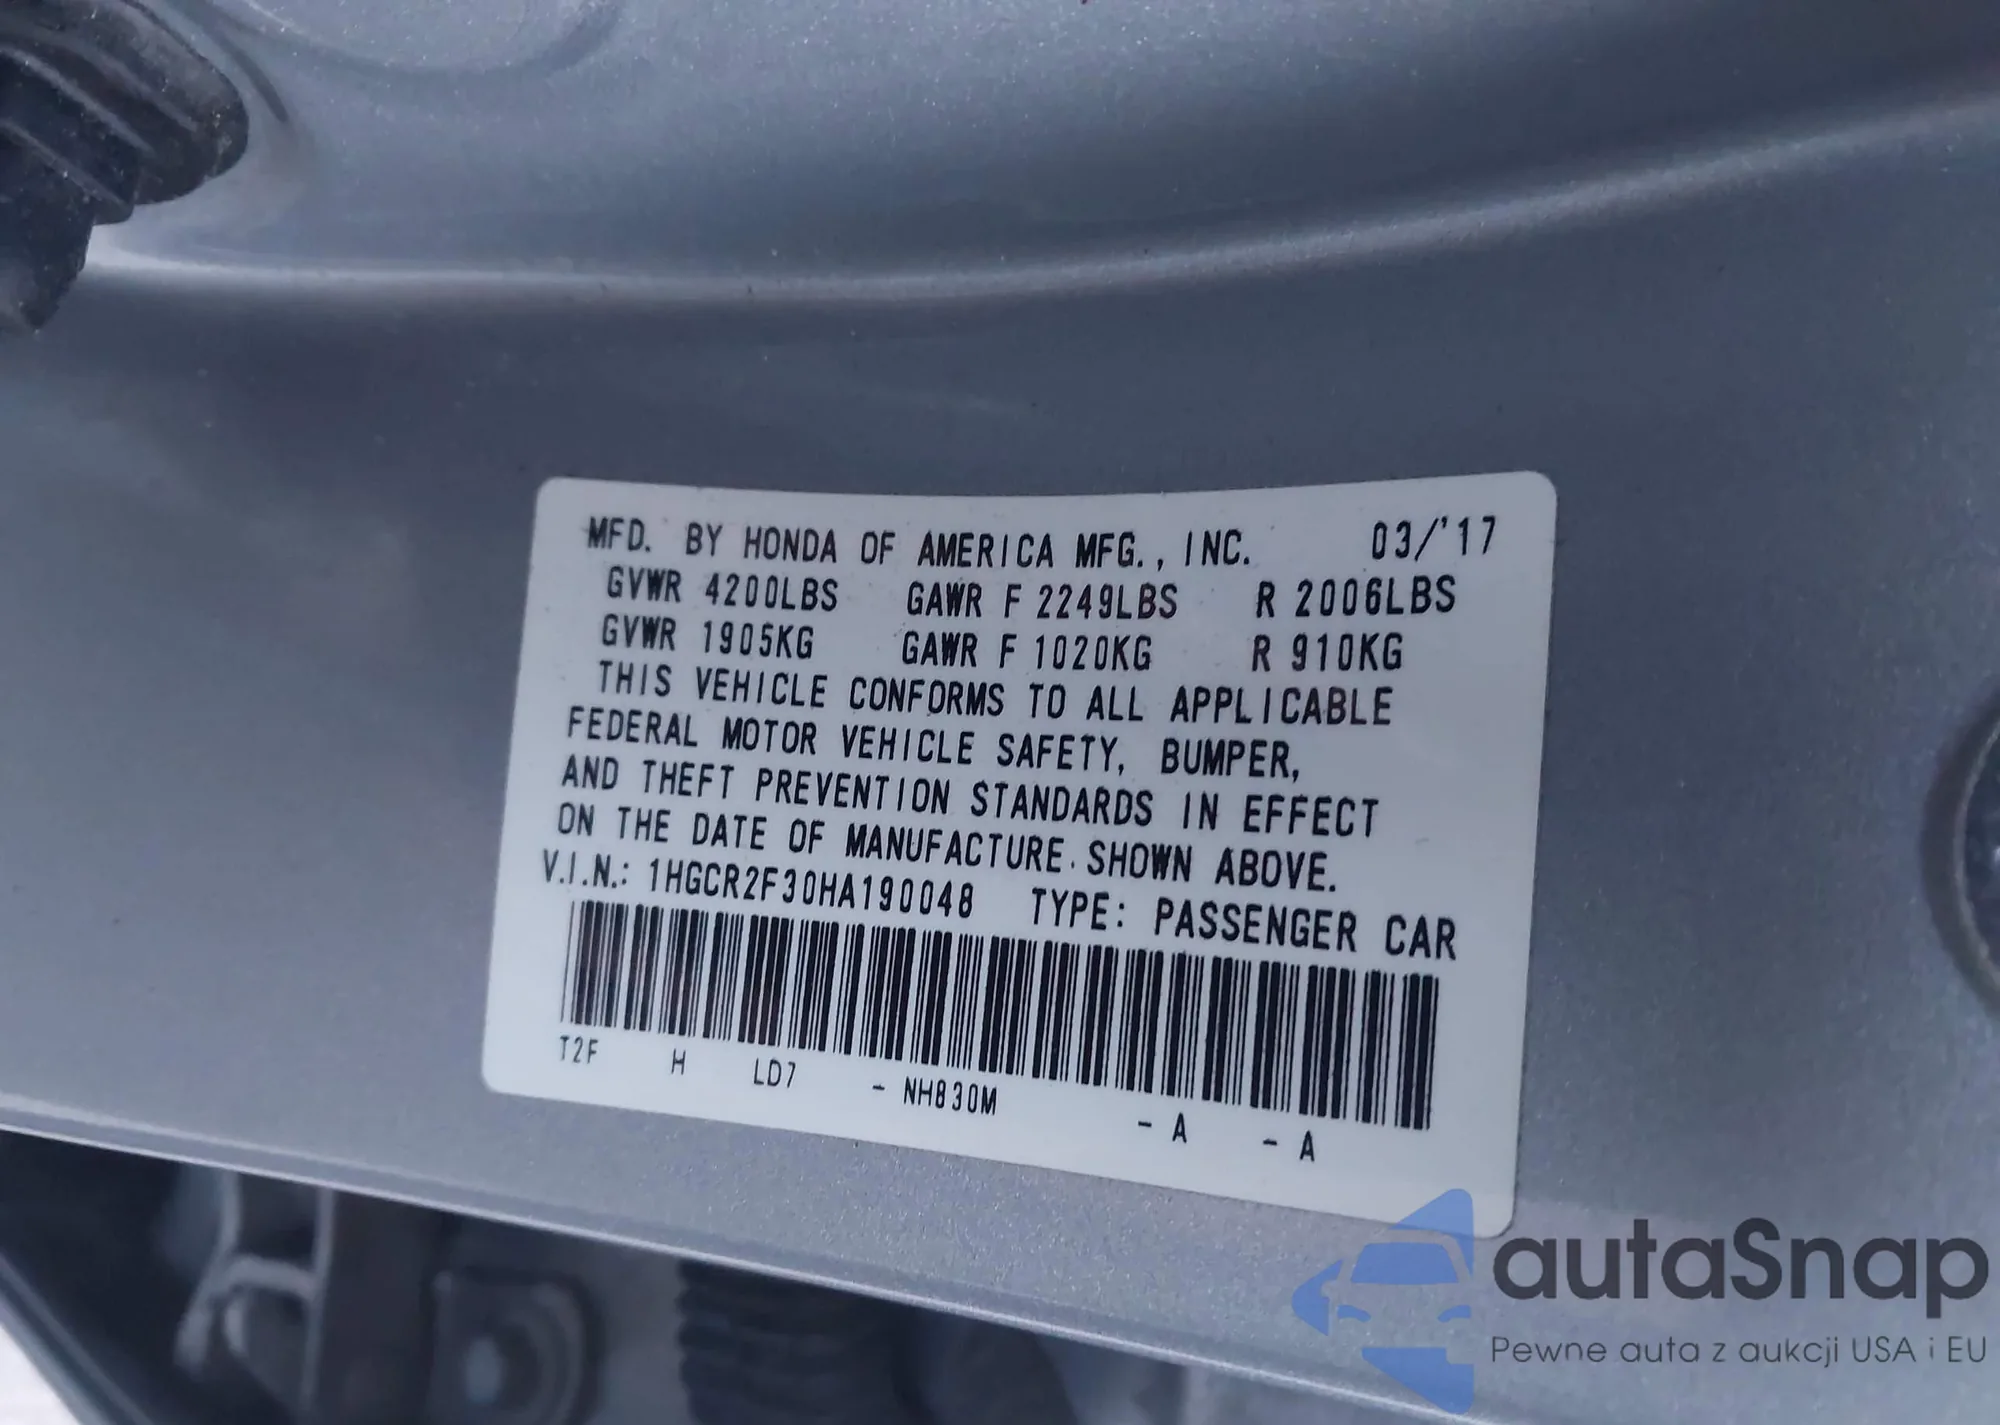 MFD. BY HONDA OF AMERICA MFG., INC. 03/'17
GVWR 4200LBS GAWR F 2249LBS R 2006LBS
GVWR 1905KG GAWR F 1020KG R 910KG
THIS VEHICLE CONFORMS TO ALL APPLICABLE
FEDERAL MOTOR VEHICLE SAFETY, BUMPER,
AND THEFT PREVENTION STANDARDS IN EFFECT
ON THE DATE OF MANUFACTURE SHOWN ABOVE.
V.I.N.: 1HGCR2F30HA190048 TYPE: PASSENGER CAR
T2F H LD7 - NH830M - A - A
autaSnap
Pewne auta z aukcji USA i EU